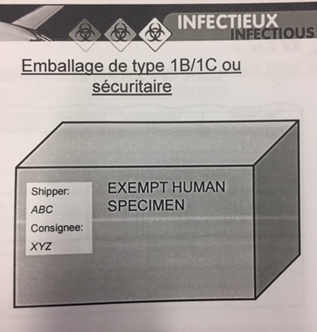 INFECTIEUX
INFECTIOUS
Emballage de type 1B/1C ou
sécuritaire
Shipper:
ABC
Consignee:
XYZ
EXEMPT HUMAN
SPECIMEN